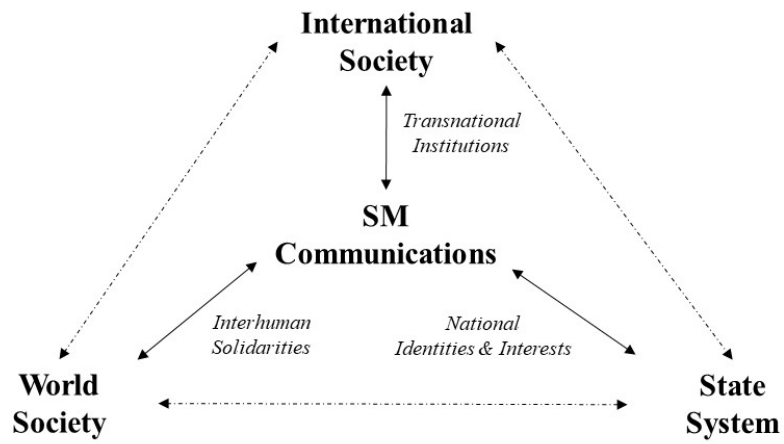 International
Society
Transnational
Institutions
SM
Communications
Interhuman
Solidarities
National
Identities & Interests
World
Society
State
System